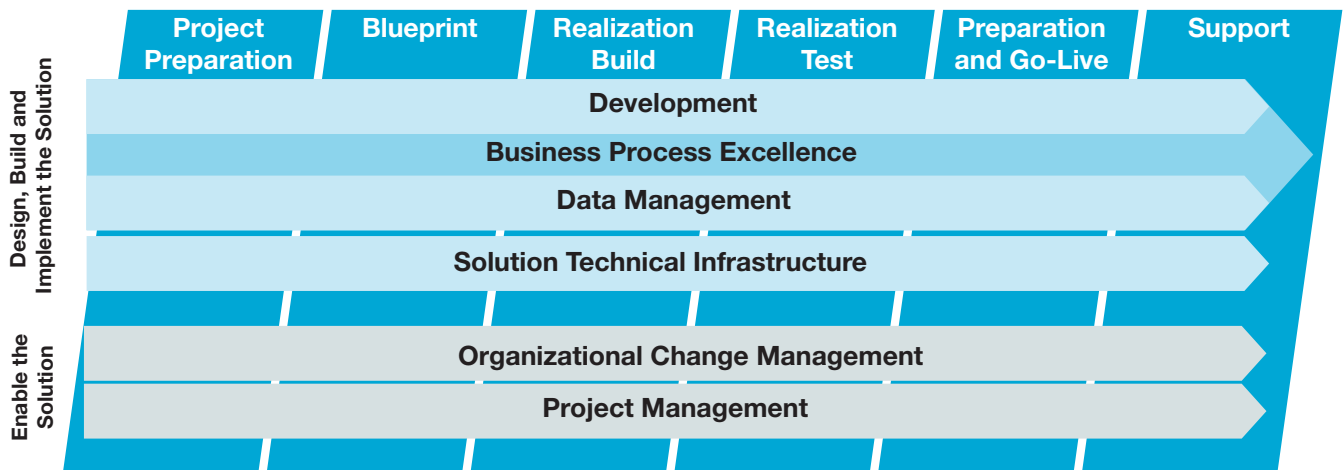 Project
Preparation
Blueprint
Realization
Build
Realization
Test
Preparation
and Go-Live
Support
Design, Build and
Implement the Solution
Development
Business Process Excellence
Data Management
Solution Technical Infrastructure
Enable the
Solution
Organizational Change Management
Project Management